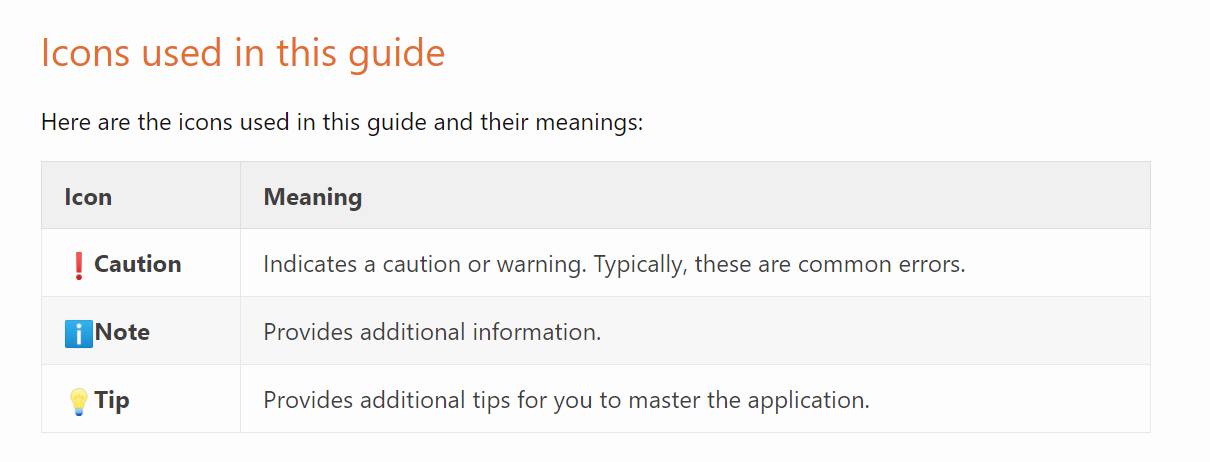 Icons used in this guide
Here are the icons used in this guide and their meanings:
Icon Meaning
❗Caution Indicates a caution or warning. Typically, these are common errors.
ℹ️Note Provides additional information.
💡Tip Provides additional tips for you to master the application.